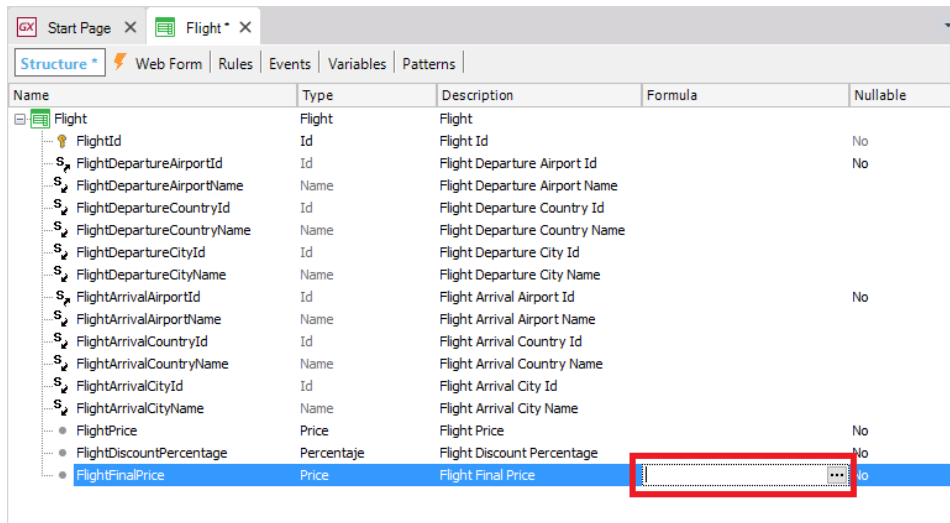 GX Start Page Flight*
Structure * Web Form Rules Events Variables Patterns
Name Type Description Formula Nullable
Flight Flight Flight
FlightId Id Flight Id No
S FlightDepartureAirportId Id Flight Departure Airport Id No
S FlightDepartureAirportName Name Flight Departure Airport Name
S FlightDepartureCountryId Id Flight Departure Country Id
S FlightDepartureCountryName Name Flight Departure Country Name
S FlightDepartureCityId Id Flight Departure City Id
S FlightDepartureCityName Name Flight Departure City Name
S FlightArrivalAirportId Id Flight Arrival Airport Id No
S FlightArrivalAirportName Name Flight Arrival Airport Name
S FlightArrivalCountryId Id Flight Arrival Country Id
S FlightArrivalCountryName Name Flight Arrival Country Name
S FlightArrivalCityId Id Flight Arrival City Id
S FlightArrivalCityName Name Flight Arrival City Name
FlightPrice Price Flight Price No
FlightDiscountPercentage Percentaje Flight Discount Percentage No
FlightFinalPrice Price Flight Final Price ... No